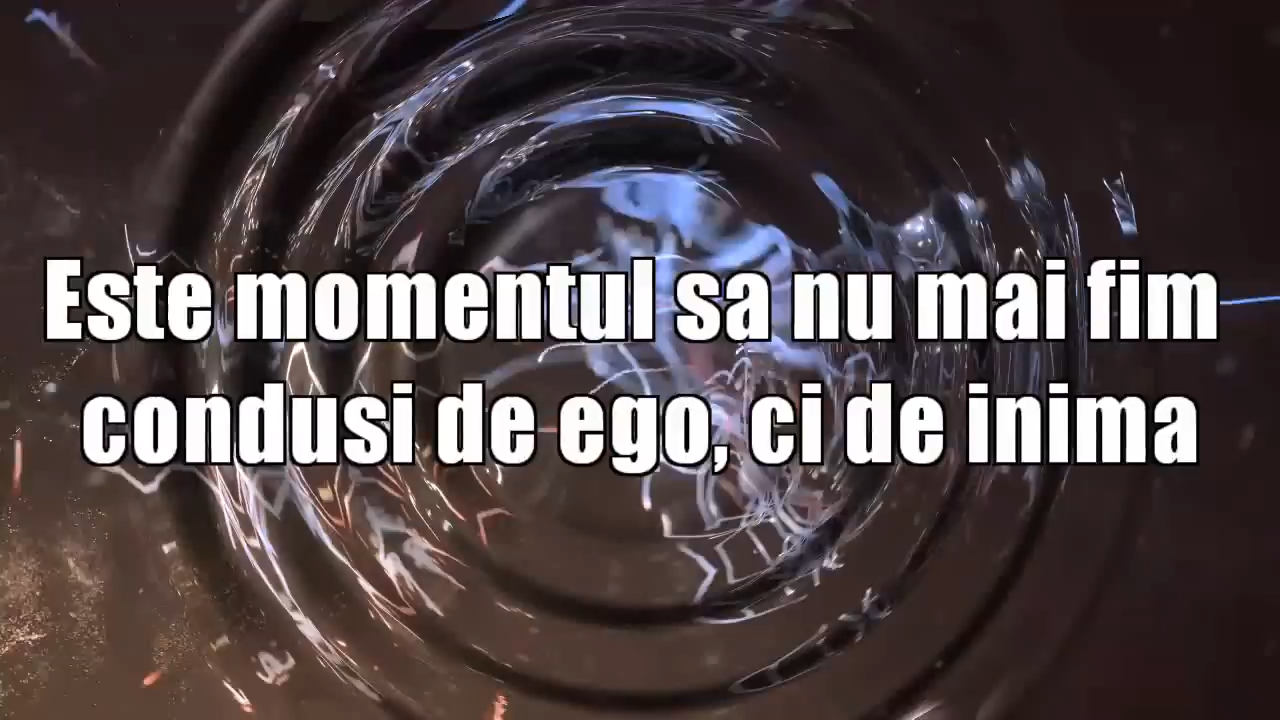 Este momentul sa nu mai fim
condusi de ego, ci de inima